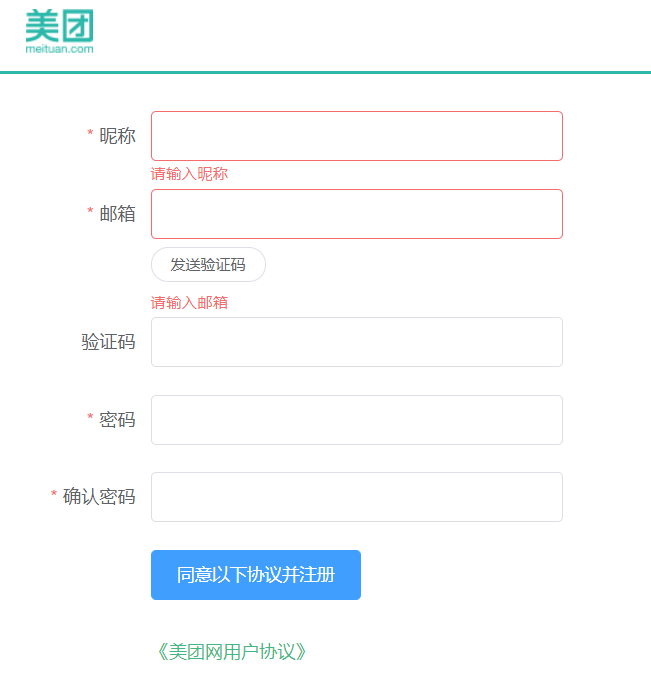 美团
meituan.com
* 昵称
请输入昵称
* 邮箱
发送验证码
请输入邮箱
验证码
* 密码
* 确认密码
同意以下协议并注册
《美团网用户协议》